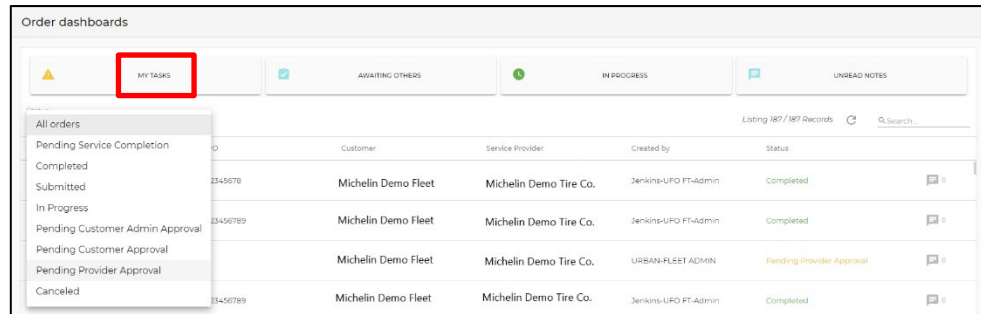 Order dashboards
MY TASKS
AWAITING OTHERS
IN PROGRESS
UNREAD NOTES
Listing 187 / 187 Records
Search...
All orders
Pending Service Completion
Completed
Submitted
In Progress
Pending Customer Admin Approval
Pending Customer Approval
Pending Provider Approval
Canceled
Customer Service Provider Created by Status
2345678 Michelin Demo Fleet Michelin Demo Tire Co. Jenkins-UFO FT-Admin Completed 0
23456789 Michelin Demo Fleet Michelin Demo Tire Co. Jenkins-UFO FT-Admin Completed 0
Michelin Demo Fleet Michelin Demo Tire Co. URBAN-FLEET ADMIN Pending Provider Approval 0
23456789 Michelin Demo Fleet Michelin Demo Tire Co. Jenkins-UFO FT-Admin Completed 0